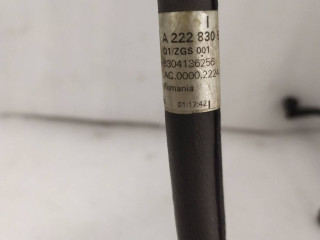 A 222 830
Q1/ZGS 001
8304136256
AC.0000.2224
Romania
01:17:42